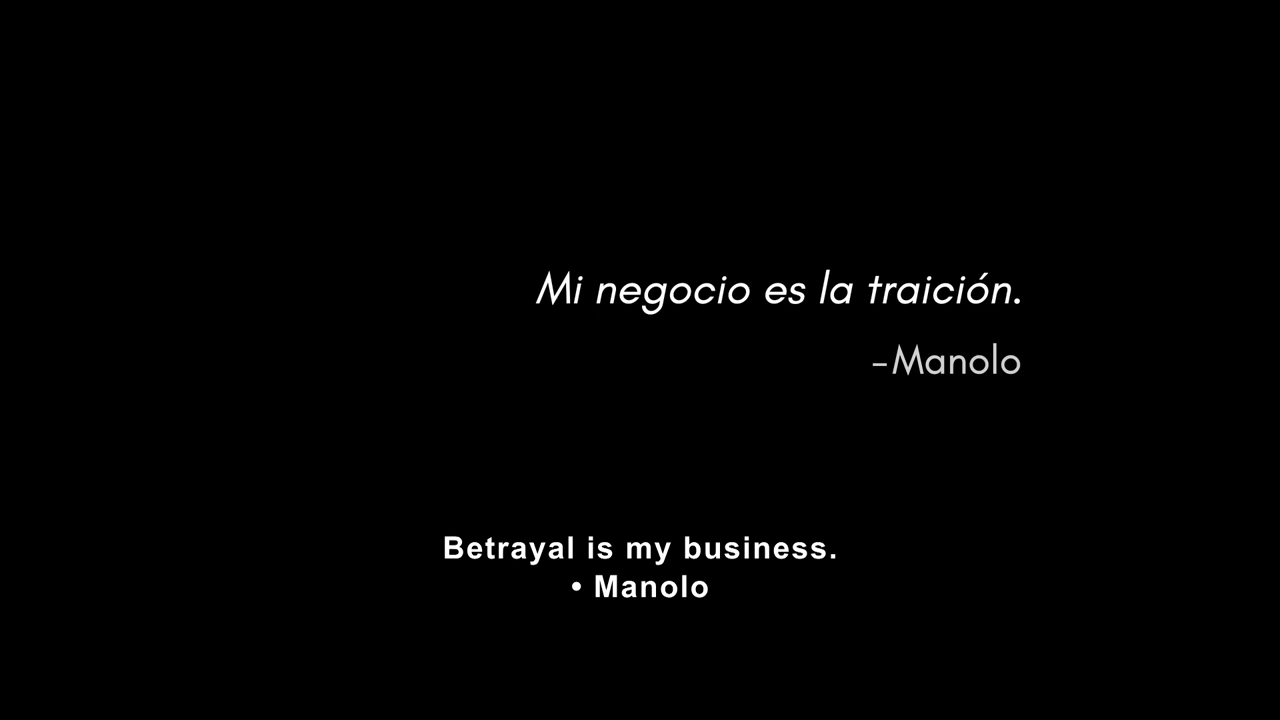 Mi negocio es la traición.
-Manolo
Betrayal is my business.
• Manolo